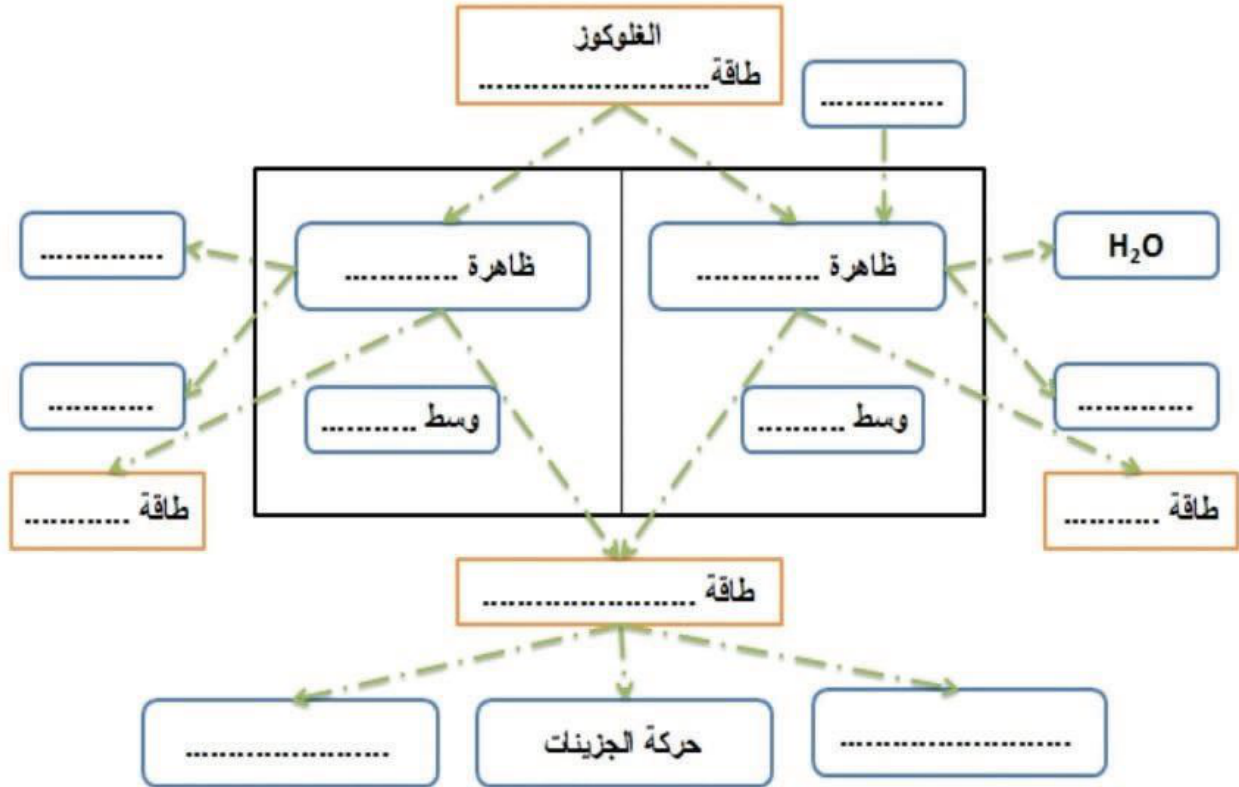 الغلوكوز
طاقة ..........................
..............
ظاهرة .............
ظاهرة .............
H₂O
..............
............
.............
وسط ..........
وسط ...........
طاقة ............
طاقة ...........
طاقة ........................
.......................
حركة الجزيئات
..........................